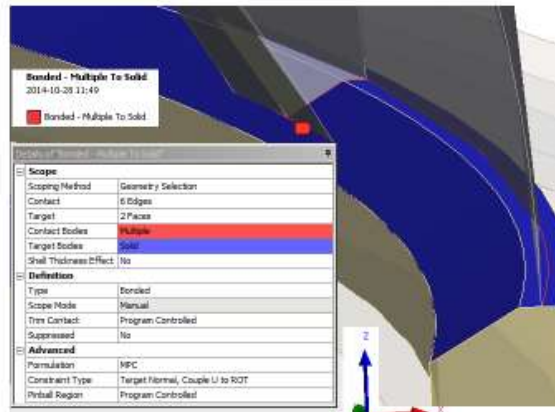 Bonded - Multiple To Solid
2014-10-28 11:49
Bonded - Multiple To Solid
Details of "Bonded - Multiple To Solid"
Scope
Scoping Method Geometry Selection
Contact 6 Edges
Target 2 Faces
Contact Bodies Multiple
Target Bodies Solid
Shell Thickness Effect No
Definition
Type Bonded
Scope Mode Manual
Trim Contact Program Controlled
Suppressed No
Advanced
Formulation MPC
Constraint Type Target Normal, Couple U to ROT
Pinball Region Program Controlled
Z
X